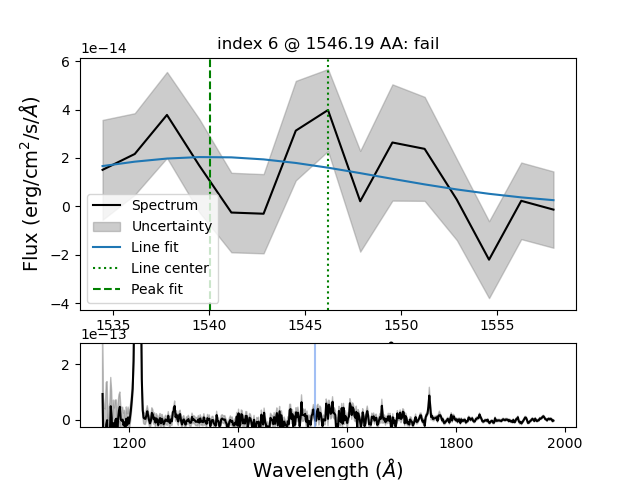 index 6 @ 1546.19 AA: fail
1e−14
6
4
2
0
−2
−4
Flux (erg/cm²/s/Å)
Spectrum
Uncertainty
Line fit
Line center
Peak fit
1535 1540 1545 1550 1555
1e−13
2
0
1200 1400 1600 1800 2000
Wavelength (Å)